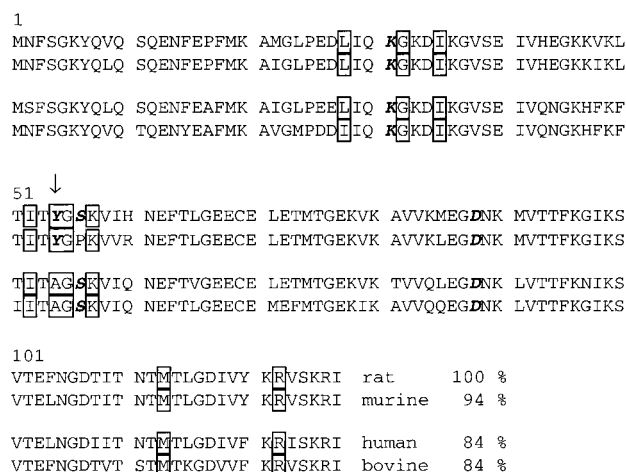 1
MNFSGKYQVQ SQENFEPFMK AMGLPEDLIQ KGKDIKGVSE IVHEGKKVKL
MNFSGKYQLQ SQENFEPFMK AIGLPEDLIQ KGKDIKGVSE IVHEGKKIKL
MSFSGKYQLQ SQENFEAFMK AIGLPEELIQ KGKDIKGVSE IVQNGKHFKF
MNFSGKYQVQ TQENYEAFMK AVGMPDDIIQ KGKDIKGVSE IVQNGKHFKF
51 ↓
TITYGSKVIH NEFTLGEECE LETMTGEKVK AVVKMEGDNK MVTTFKGIKS
TITYGPKVVR NEFTLGEECE LETMTGEKVK AVVKLEGDNK MVTTFKGIKS
TITAGSKVIQ NEFTVGEECE LETMTGEKVK TVVQLEGDNK LVTTFKNIKS
IITAGSKVIQ NEFTLGEECE MEFMTGEKIK AVVQQEGDNK LVTTFKGIKS
101
VTEFNGDTIT NTMTLGDIVY KRVSKRI rat 100 %
VTELNGDTIT NTMTLGDIVY KRVSKRI murine 94 %
VTELNGDIIT NTMTLGDIVF KRISKRI human 84 %
VTEFNGDTVT STMTKGDVVF KRVSKRI bovine 84 %